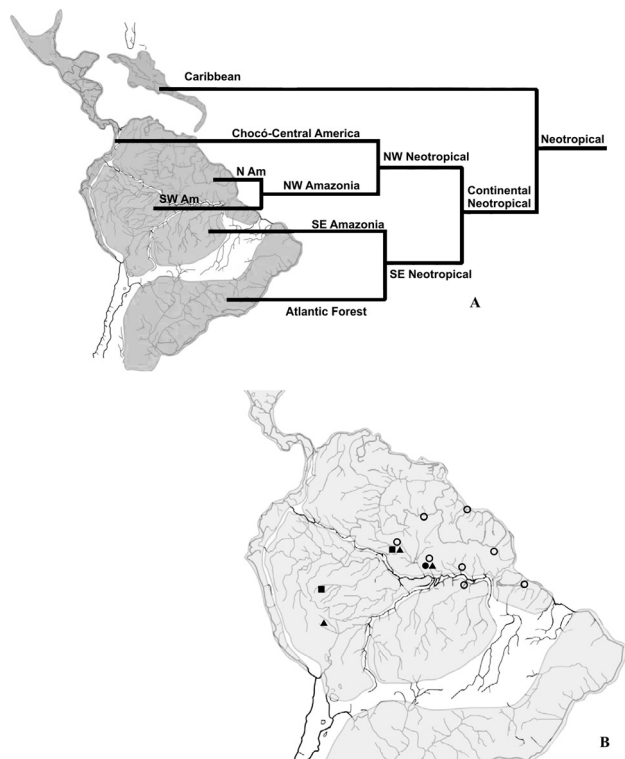 Caribbean
Neotropical
Chocó-Central America
NW Neotropical
N Am
NW Amazonia
Continental
Neotropical
SW Am
SE Amazonia
SE Neotropical
A
Atlantic Forest
B